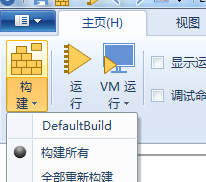 主页(H)
视图
构建
运行
VM 运行
显示运
调试命
DefaultBuild
构建所有
全部重新构建